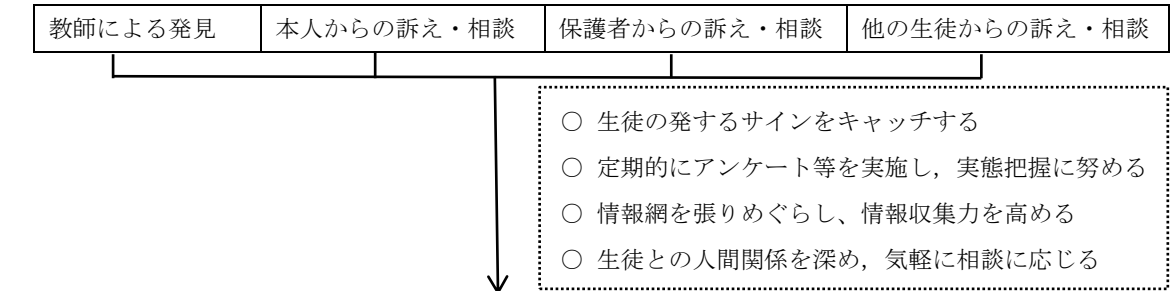 教師による発見 本人からの訴え・相談 保護者からの訴え・相談 他の生徒からの訴え・相談
○ 生徒の発するサインをキャッチする
○ 定期的にアンケート等を実施し，実態把握に努める
○ 情報網を張りめぐらし、情報収集力を高める
○ 生徒との人間関係を深め，気軽に相談に応じる